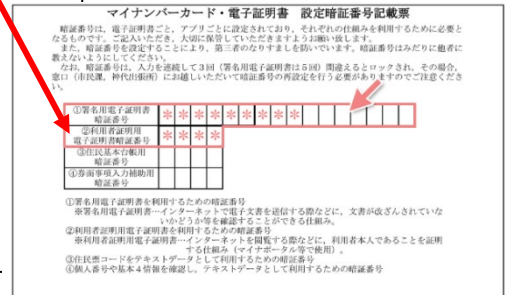 マイナンバーカード・電子証明書　設定暗証番号記載票
暗証番号は、電子証明書ごと、アプリごとに設定されており、それぞれの仕組みを利用するために必要と
なるものです。ご記入いただき、大切に保管していただきますようお願い致します。
また、暗証番号を設定することにより、第三者のなりすましを防いでいます。暗証番号はみだりに他者に
教えないようにしてください。
なお、暗証番号は、入力を連続して3回（署名用電子証明書は5回）間違えるとロックされ、その場合、
窓口（市民課、神代出張所）にお越しいただいて暗証番号の再設定を行う必要がありますのでご注意くださ
い。
①署名用電子証明書
暗証番号
＊＊＊＊＊＊＊＊＊
②利用者証明用
電子証明書暗証番号
＊＊＊＊
③住民基本台帳用
暗証番号
④券面事項入力補助用
暗証番号
①署名用電子証明書を利用するための暗証番号
※署名用電子証明書…インターネットで電子文書を送信する際などに、文書が改ざんされていな
いかどうか等を確認することができる仕組み。
②利用者証明用電子証明書を利用するための暗証番号
※利用者証明用電子証明書…インターネットを閲覧する際などに、利用者本人であることを証明
する仕組み（マイナポータル等で使用）。
③住民票コードをテキストデータとして利用するための暗証番号
④個人番号や基本４情報を確認し、テキストデータとして利用するための暗証番号